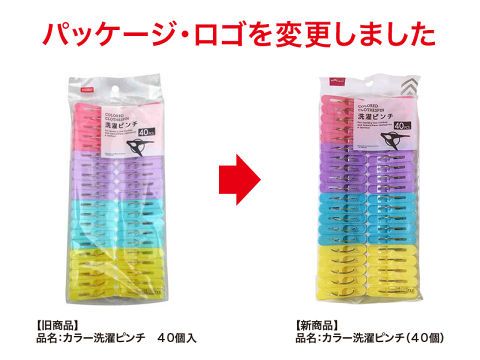 パッケージ・ロゴを変更しました
COLORED
CLOTHESPIN
洗濯ピンチ
40pcs
COLORED
CLOTHESPIN
洗濯ピンチ
40pcs
【旧商品】
品名：カラー洗濯ピンチ　４０個入
【新商品】
品名：カラー洗濯ピンチ（４０個）